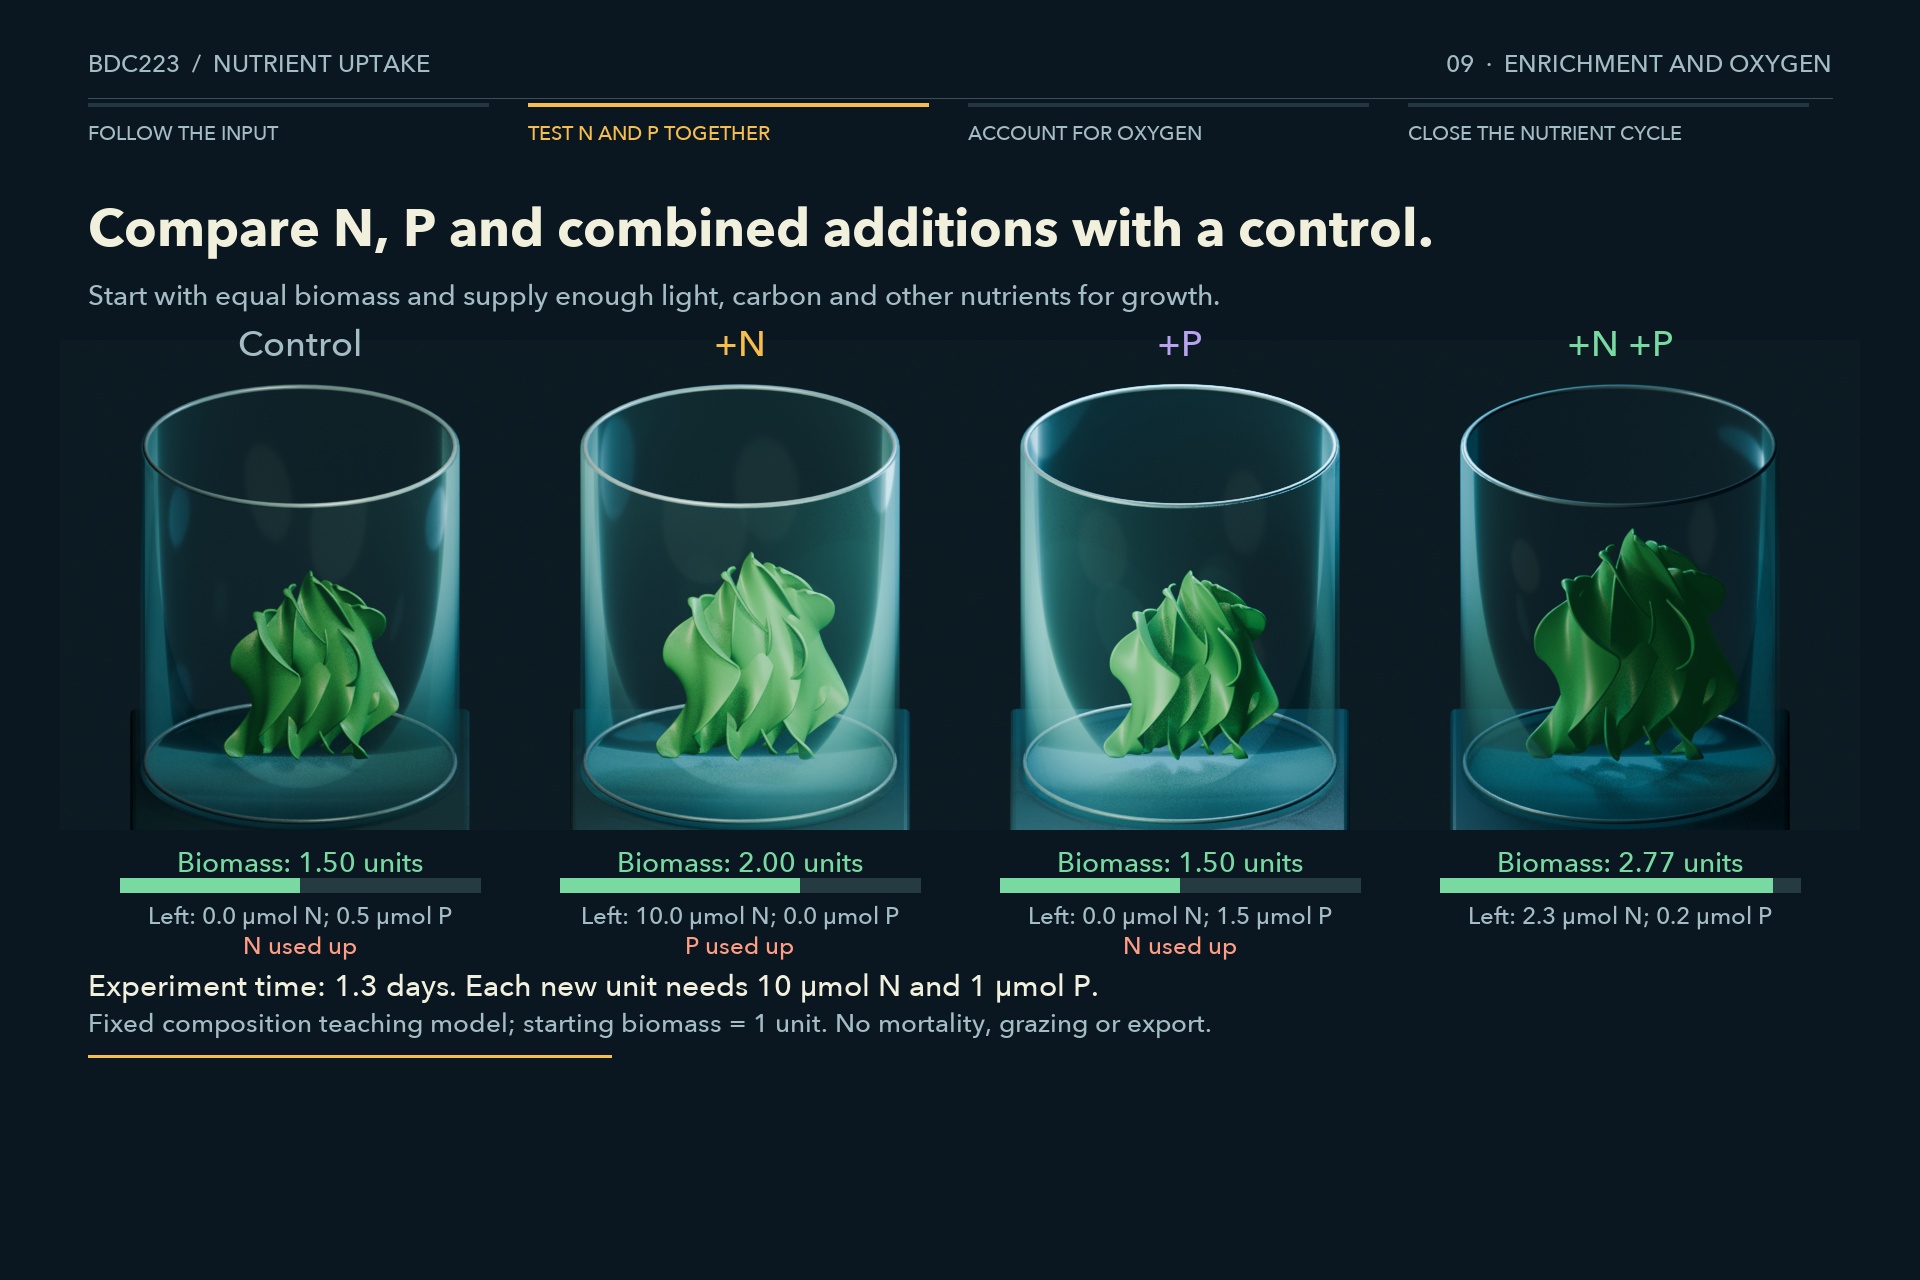 BDC223 / NUTRIENT UPTAKE
09 · ENRICHMENT AND OXYGEN
FOLLOW THE INPUT
TEST N AND P TOGETHER
ACCOUNT FOR OXYGEN
CLOSE THE NUTRIENT CYCLE
Compare N, P and combined additions with a control.
Start with equal biomass and supply enough light, carbon and other nutrients for growth.
Control
+N
+P
+N +P
Biomass: 1.50 units
Left: 0.0 µmol N; 0.5 µmol P
N used up
Biomass: 2.00 units
Left: 10.0 µmol N; 0.0 µmol P
P used up
Biomass: 1.50 units
Left: 0.0 µmol N; 1.5 µmol P
N used up
Biomass: 2.77 units
Left: 2.3 µmol N; 0.2 µmol P
Experiment time: 1.3 days. Each new unit needs 10 µmol N and 1 µmol P.
Fixed composition teaching model; starting biomass = 1 unit. No mortality, grazing or export.